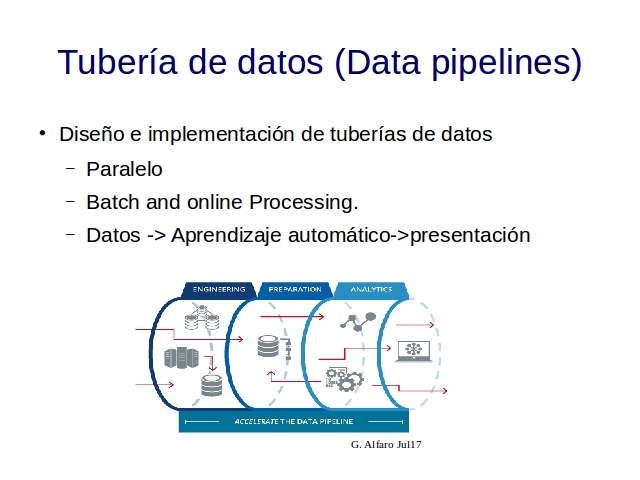 Tubería de datos (Data pipelines)
• Diseño e implementación de tuberías de datos
– Paralelo
– Batch and online Processing.
– Datos -> Aprendizaje automático->presentación
ENGINEERING PREPARATION ANALYTICS
ACCELERATE THE DATA PIPELINE
G. Alfaro Jul17